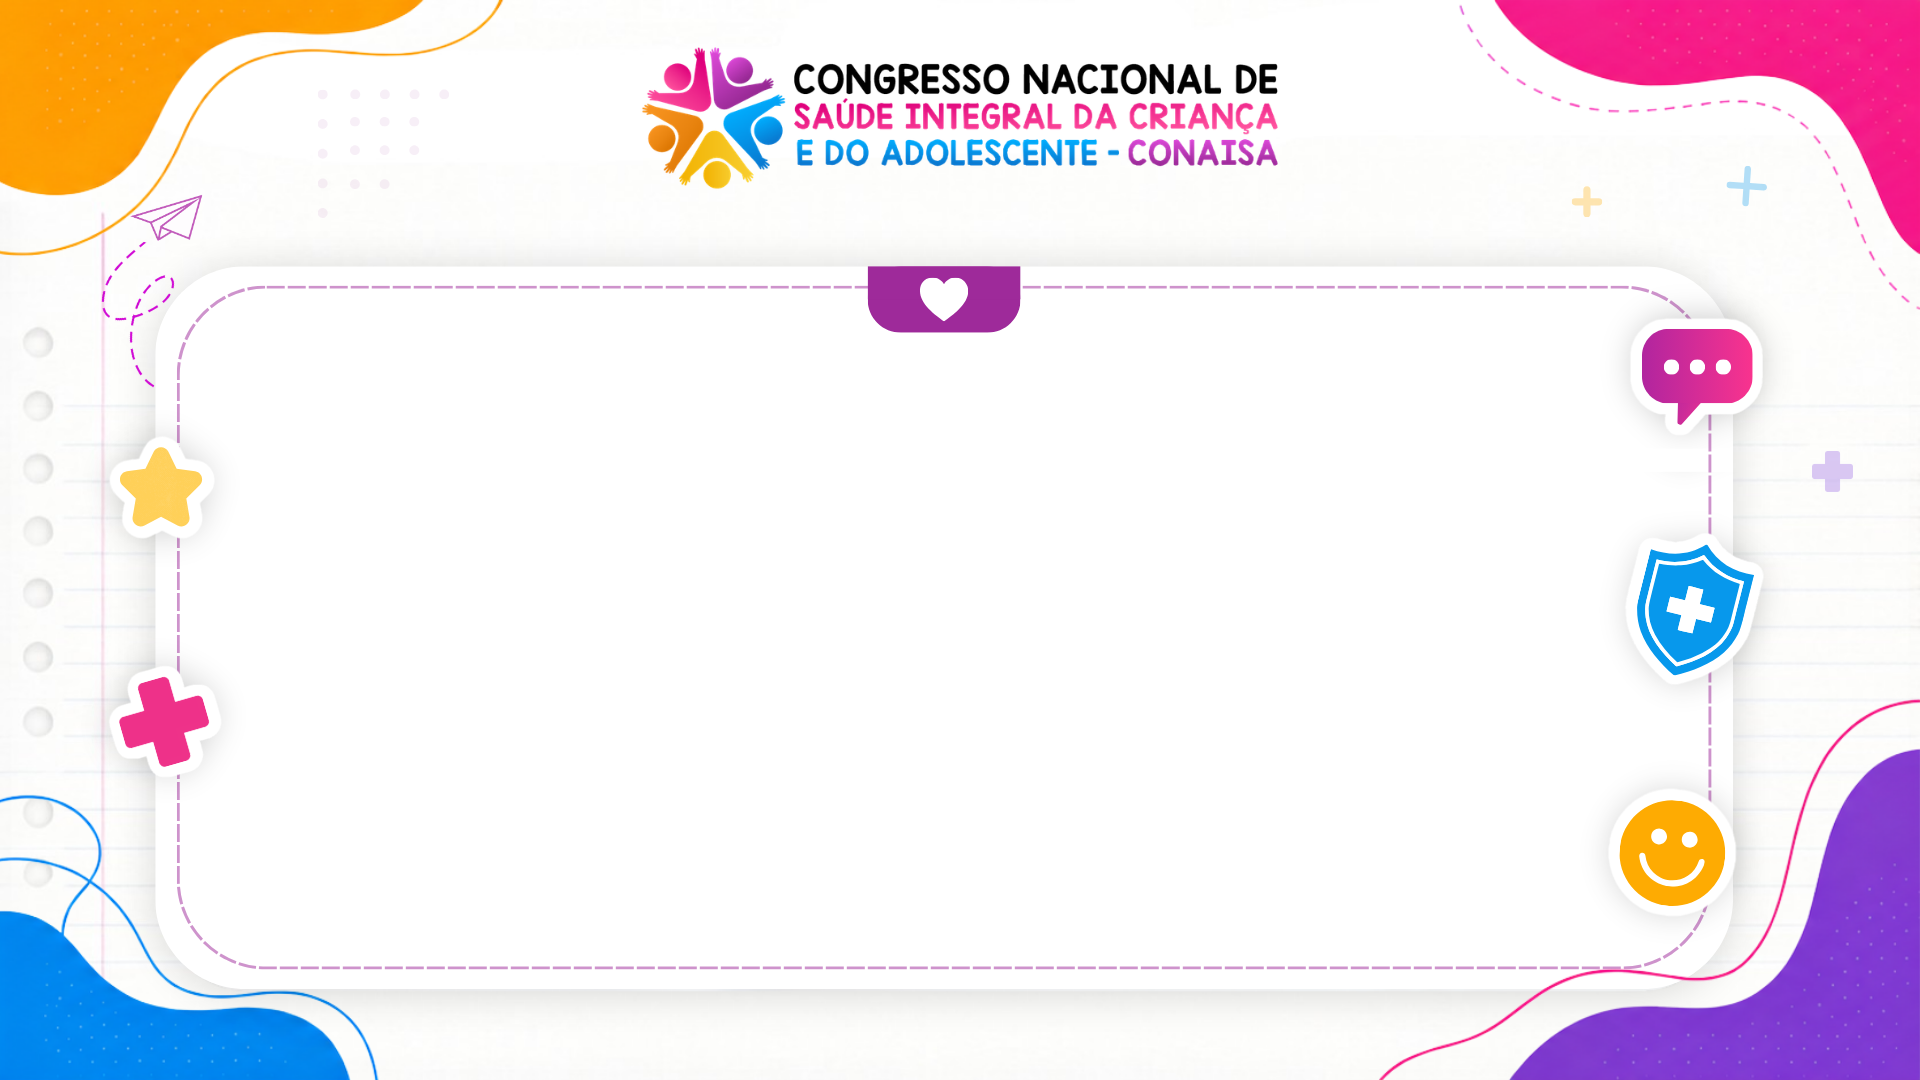 CONGRESSO NACIONAL DE
SAÚDE INTEGRAL DA CRIANÇA
E DO ADOLESCENTE - CONAISA